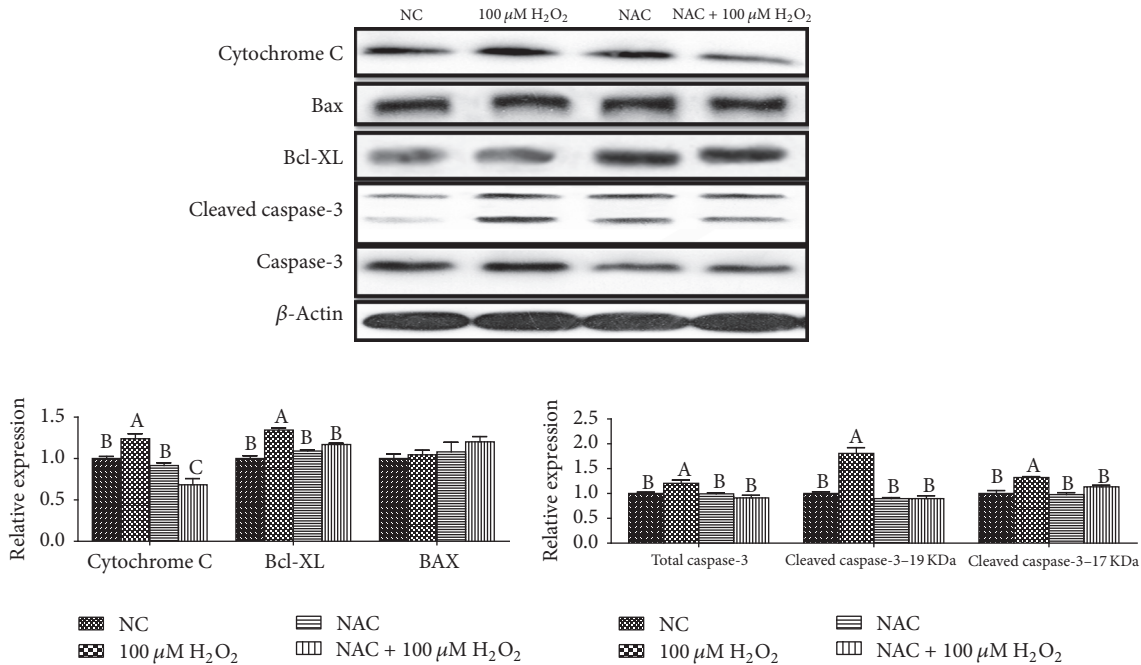 NC 100 μM H₂O₂ NAC NAC + 100 μM H₂O₂
Cytochrome C
Bax
Bcl-XL
Cleaved caspase-3
Caspase-3
β-Actin
Relative expression
1.5
1.0
0.5
0.0
B A B C
B A B B
Cytochrome C Bcl-XL BAX
NC NAC
100 μM H₂O₂ NAC + 100 μM H₂O₂
Relative expression
2.5
2.0
1.5
1.0
0.5
0.0
B A B B
B A B B
B A B B
Total caspase-3 Cleaved caspase-3–19 KDa Cleaved caspase-3–17 KDa
NC NAC
100 μM H₂O₂ NAC + 100 μM H₂O₂